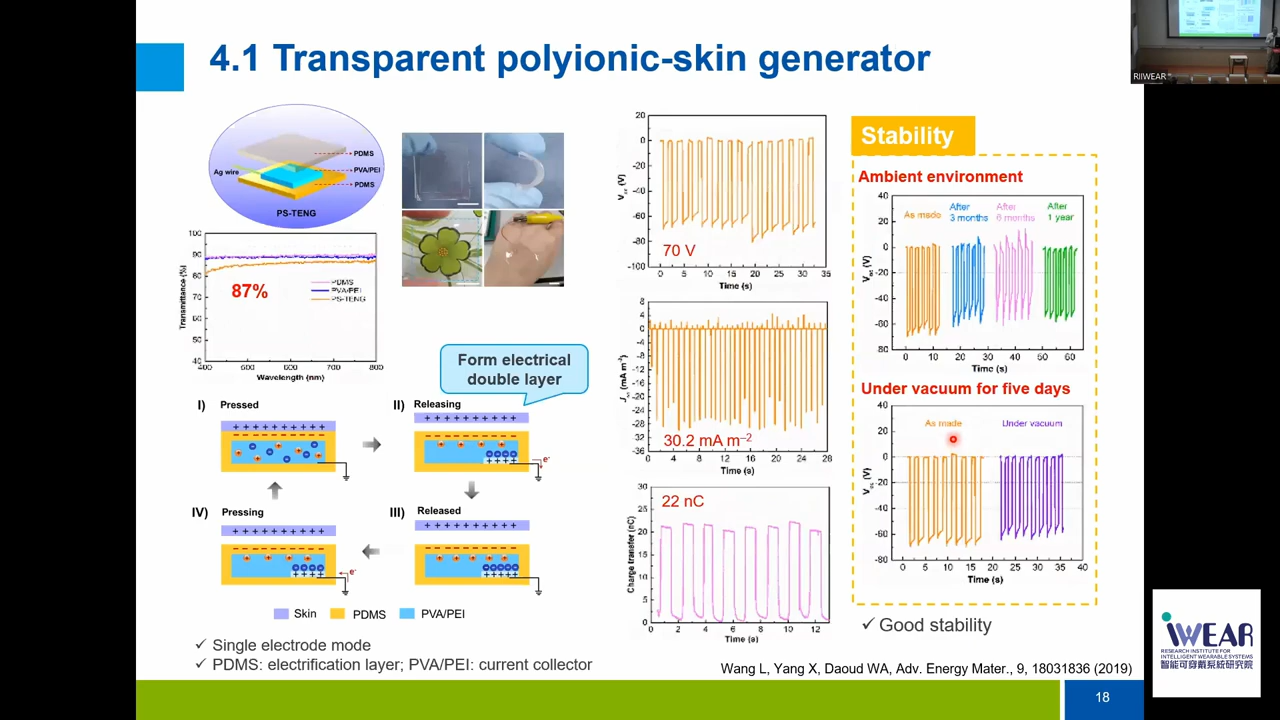 4.1 Transparent polyionic-skin generator
RIIWEAR
PDMS
PVA/PEI
PDMS
Ag wire
PS-TENG
100
90
80
70
60
50
40
400 500 600 700 800
Transmittance (%)
Wavelength (nm)
87%
PDMS
PVA/PEI
PS-TENG
Form electrical
double layer
I) Pressed
II) Releasing
e-
IV) Pressing
III) Released
e-
Skin PDMS PVA/PEI
✓ Single electrode mode
✓ PDMS: electrification layer; PVA/PEI: current collector
20
0
-20
-40
-60
-80
-100
0 5 10 15 20 25 30 35
Time (s)
70 V
8
4
0
-4
-8
-12
-16
-20
-24
-28
-32
36
0 4 8 12 16 20 24 28
Time (s)
30.2 mA m–2
30
25
20
15
10
5
0
0 2 4 6 8 10 12
Charge transfer (nC)
Time (s)
22 nC
Stability
Ambient environment
40
20
0
-20
-40
-60
80
0 10 20 30 40 50 60
Time (s)
As made
After
3 months
After
6 months
After
1 year
Under vacuum for five days
40
20
0
-20
-40
-60
-80
0 10 20 30 40
Time (s)
As made
Under vacuum
✓ Good stability
Wang L, Yang X, Daoud WA, Adv. Energy Mater., 9, 18031836 (2019)
18
iWEAR
RESEARCH INSTITUTE FOR
INTELLIGENT WEARABLE SYSTEMS
智能可穿戴系統研究院